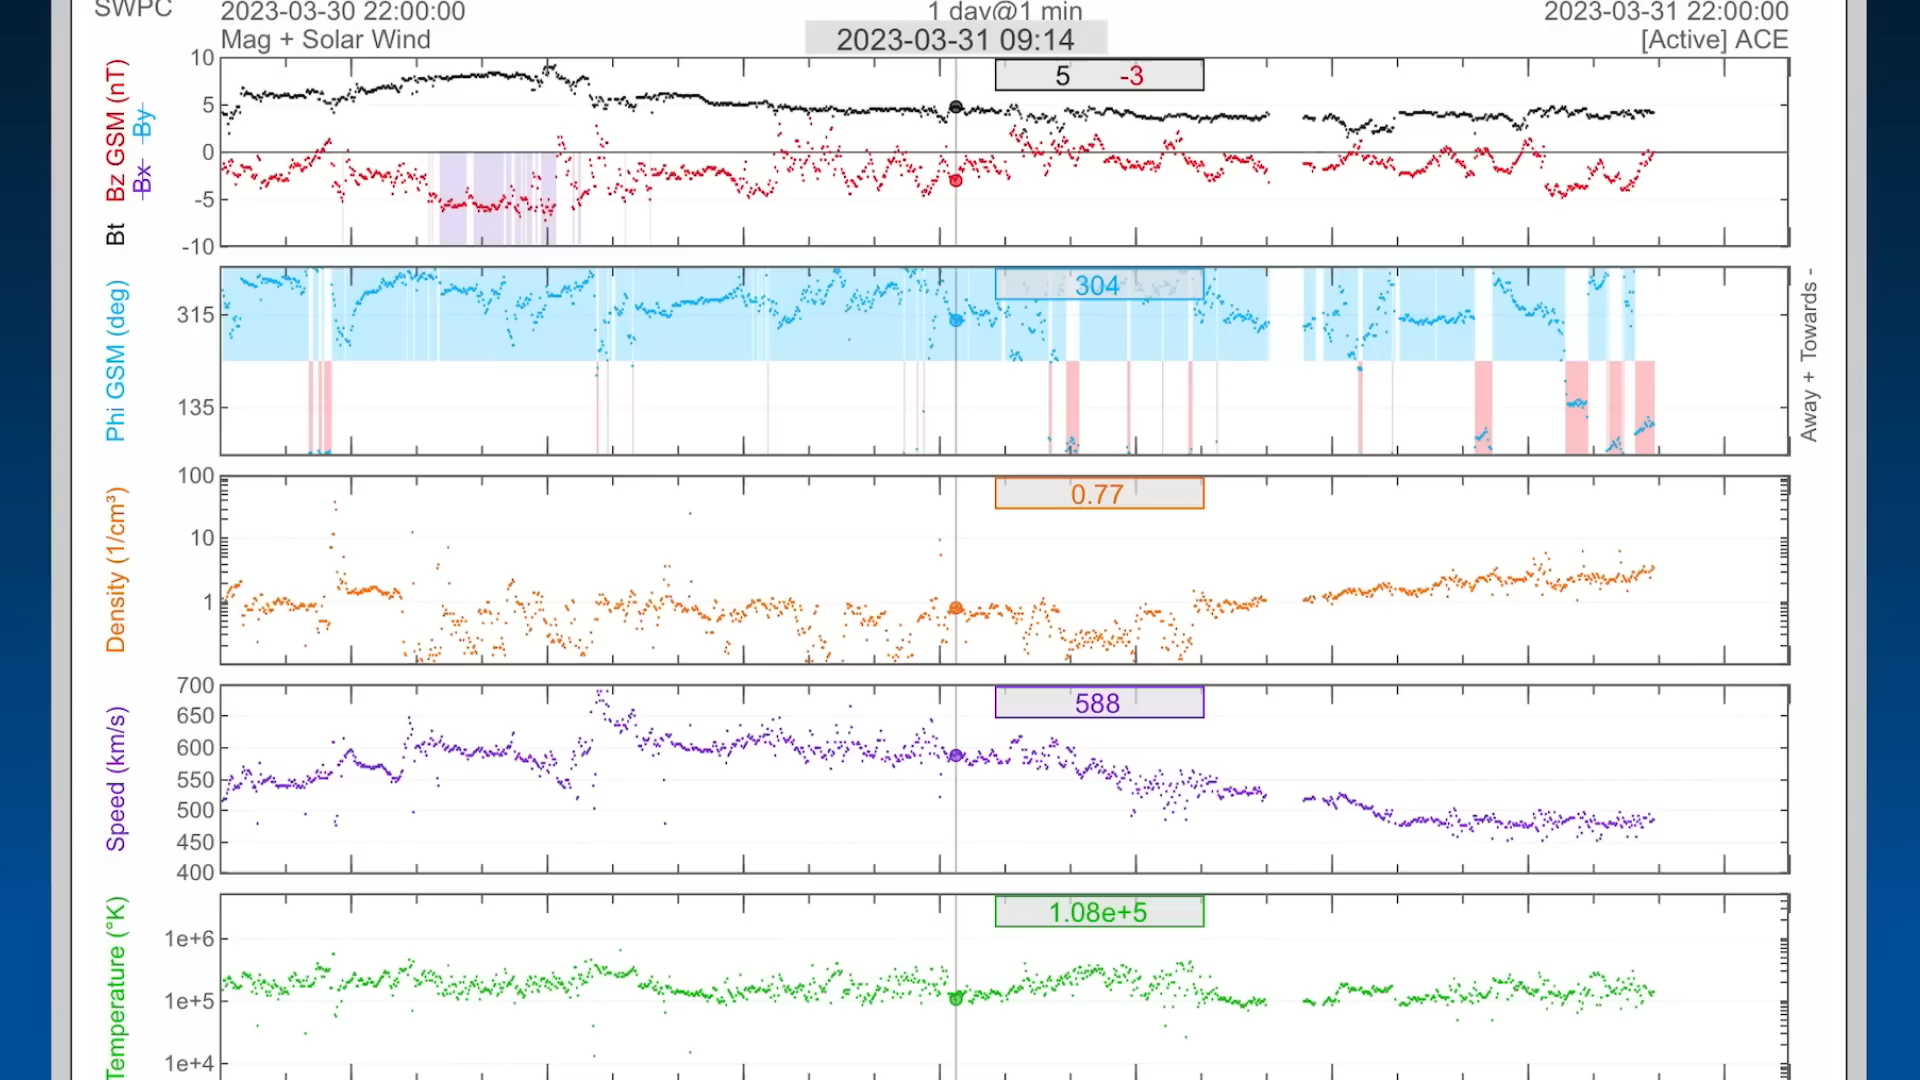 SWPC
2023-03-30 22:00:00
1 day@1 min
2023-03-31 22:00:00
Mag + Solar Wind
2023-03-31 09:14
[Active] ACE
Bt Bz GSM (nT)
Bx By
10
5
0
-5
-10
5 -3
Phi GSM (deg)
315
135
304
Away + Towards -
Density (1/cm³)
100
10
1
0.77
Speed (km/s)
700
650
600
550
500
450
400
588
Temperature (°K)
1e+6
1e+5
1e+4
1.08e+5